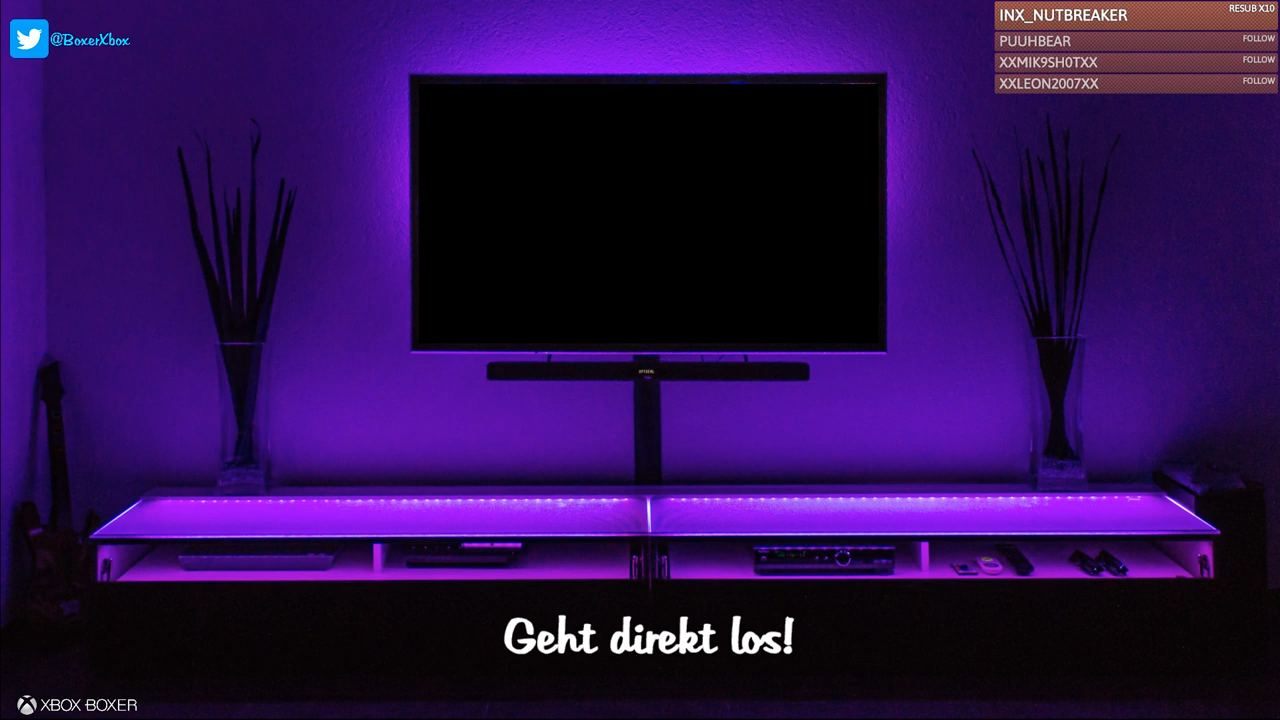 @BoxerXbox
INX_NUTBREAKER RESUB X10
PUUHBEAR FOLLOW
XXMIK9SH0TXX FOLLOW
XXLEON2007XX FOLLOW
Geht direkt los!
XBOX BOXER